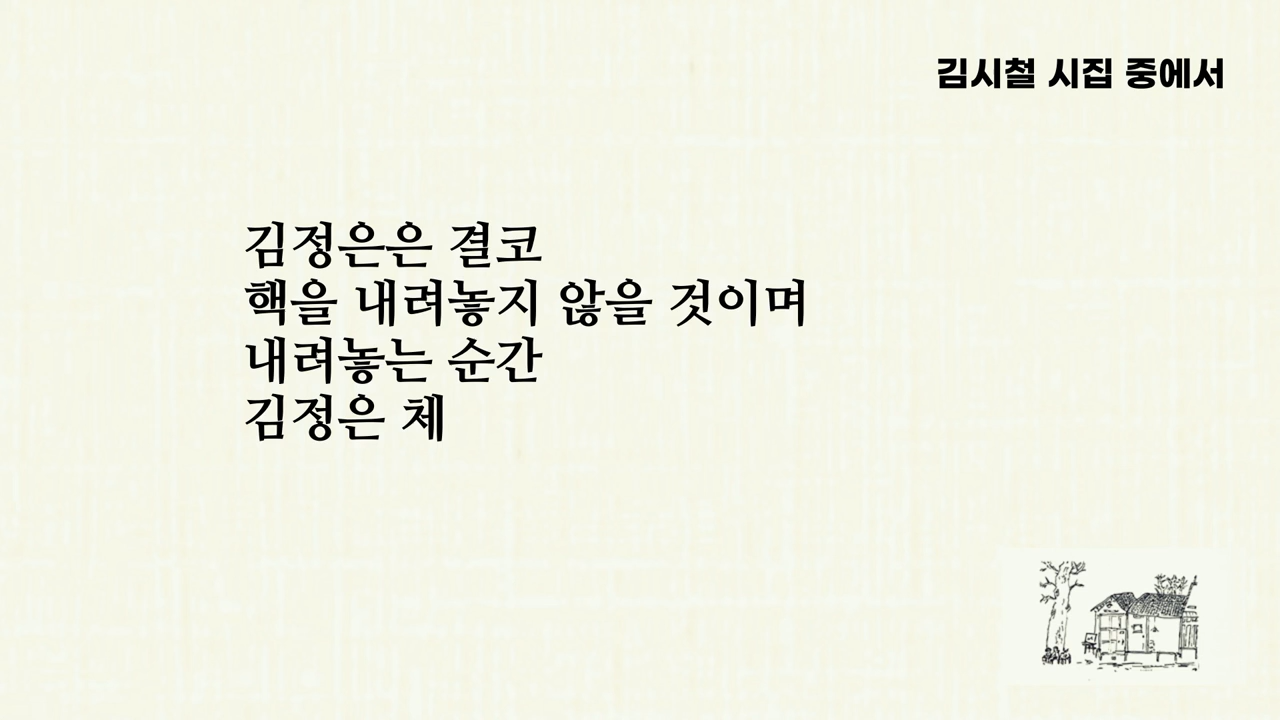 김시철 시집 중에서
김정은은 결코
핵을 내려놓지 않을 것이며
내려놓는 순간
김정은 체